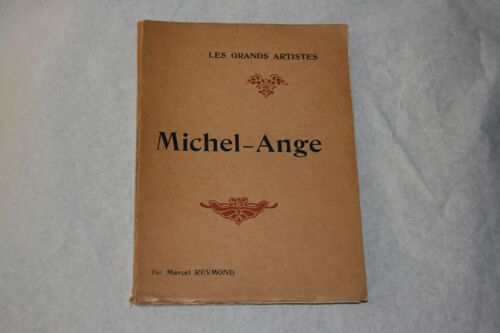 LES GRANDS ARTISTES
Michel-Ange
Par Marcel REYMOND